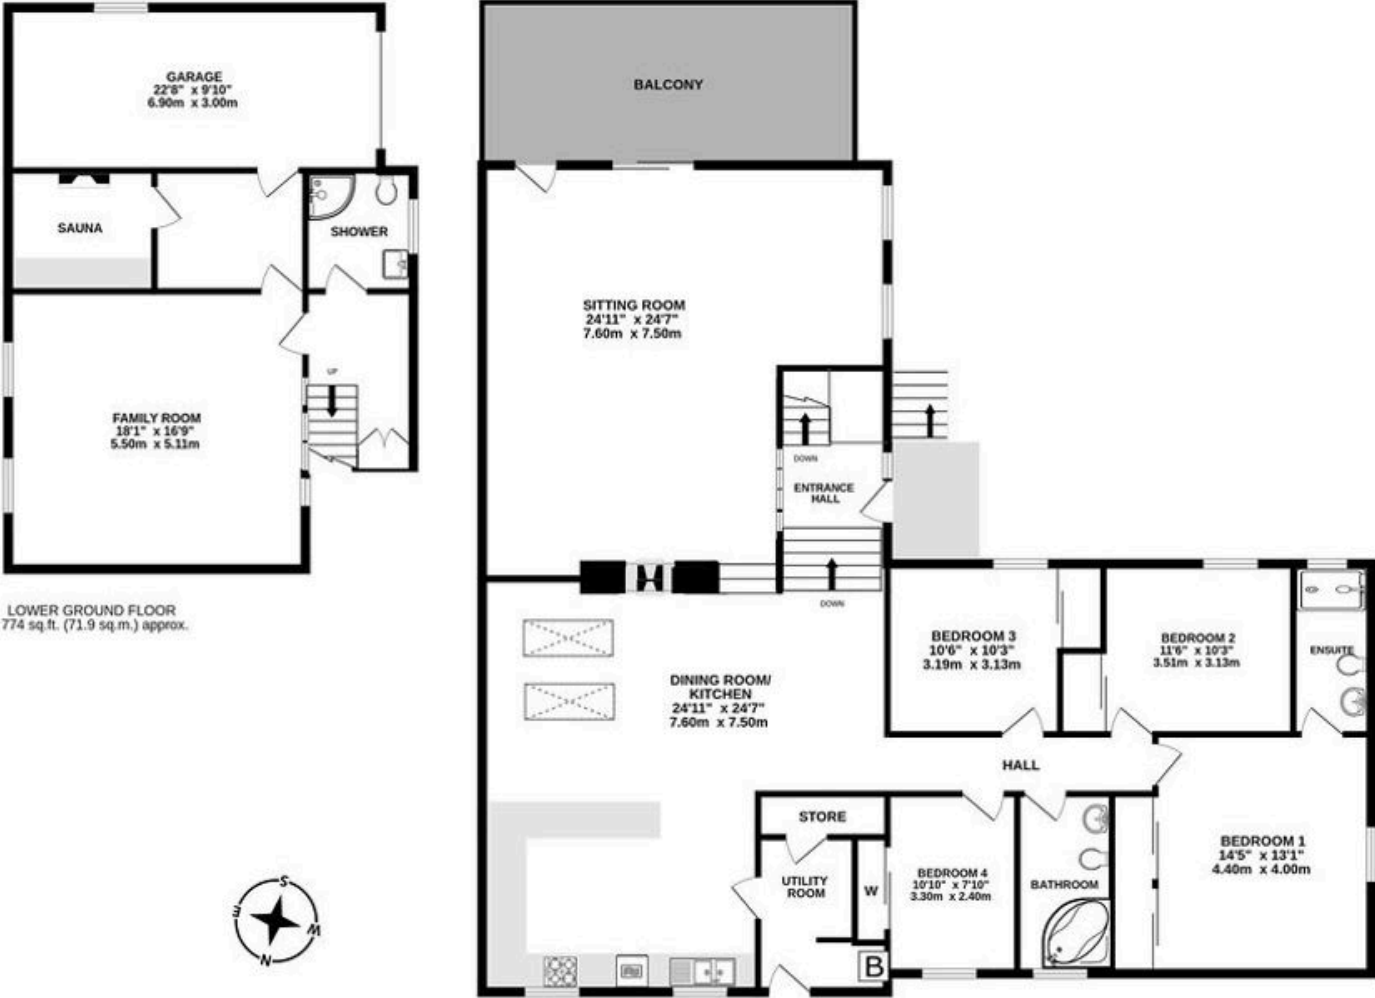 GARAGE
22'8" x 9'10"
6.90m x 3.00m
SAUNA
SHOWER
UP
FAMILY ROOM
18'1" x 16'9"
5.50m x 5.11m
LOWER GROUND FLOOR
774 sq.ft. (71.9 sq.m.) approx.
BALCONY
SITTING ROOM
24'11" x 24'7"
7.60m x 7.50m
DOWN
ENTRANCE
HALL
DOWN
DINING ROOM/
KITCHEN
24'11" x 24'7"
7.60m x 7.50m
BEDROOM 3
10'6" x 10'3"
3.19m x 3.13m
BEDROOM 2
11'6" x 10'3"
3.51m x 3.13m
ENSUITE
HALL
STORE
UTILITY
ROOM
W
B
BEDROOM 4
10'10" x 7'10"
3.30m x 2.40m
BATHROOM
BEDROOM 1
14'5" x 13'1"
4.40m x 4.00m
S
E
W
N